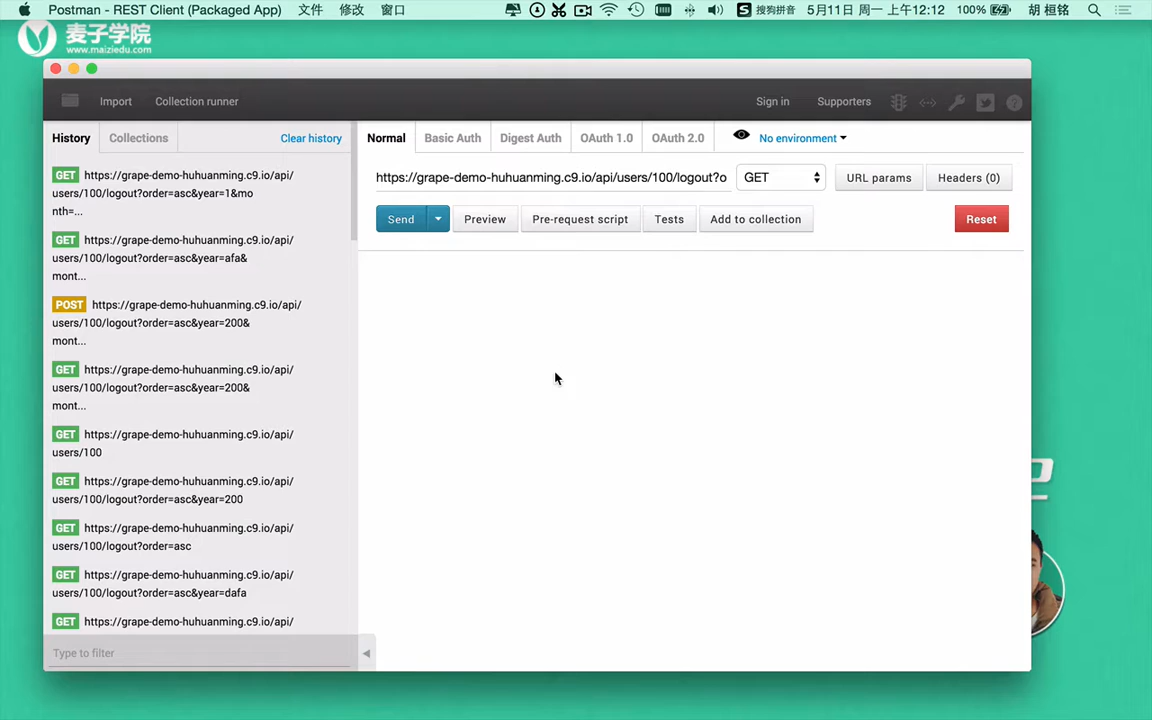 Postman - REST Client (Packaged App) 文件 修改 窗口 搜狗拼音 5月11日 周一 上午12:12 100% 胡 桓铭
麦子学院
www.maiziedu.com
Import Collection runner Sign in Supporters
History Collections Clear history
GET https://grape-demo-huhuanming.c9.io/api/
users/100/logout?order=asc&year=1&mo
nth=...
GET https://grape-demo-huhuanming.c9.io/api/
users/100/logout?order=asc&year=afa&
mont...
POST https://grape-demo-huhuanming.c9.io/api/
users/100/logout?order=asc&year=200&
mont...
GET https://grape-demo-huhuanming.c9.io/api/
users/100/logout?order=asc&year=200&
mont...
GET https://grape-demo-huhuanming.c9.io/api/
users/100
GET https://grape-demo-huhuanming.c9.io/api/
users/100/logout?order=asc&year=200
GET https://grape-demo-huhuanming.c9.io/api/
users/100/logout?order=asc
GET https://grape-demo-huhuanming.c9.io/api/
users/100/logout?order=asc&year=dafa
GET https://grape-demo-huhuanming.c9.io/api/
Type to filter
Normal Basic Auth Digest Auth OAuth 1.0 OAuth 2.0 No environment
https://grape-demo-huhuanming.c9.io/api/users/100/logout?o GET URL params Headers (0)
Send Preview Pre-request script Tests Add to collection Reset